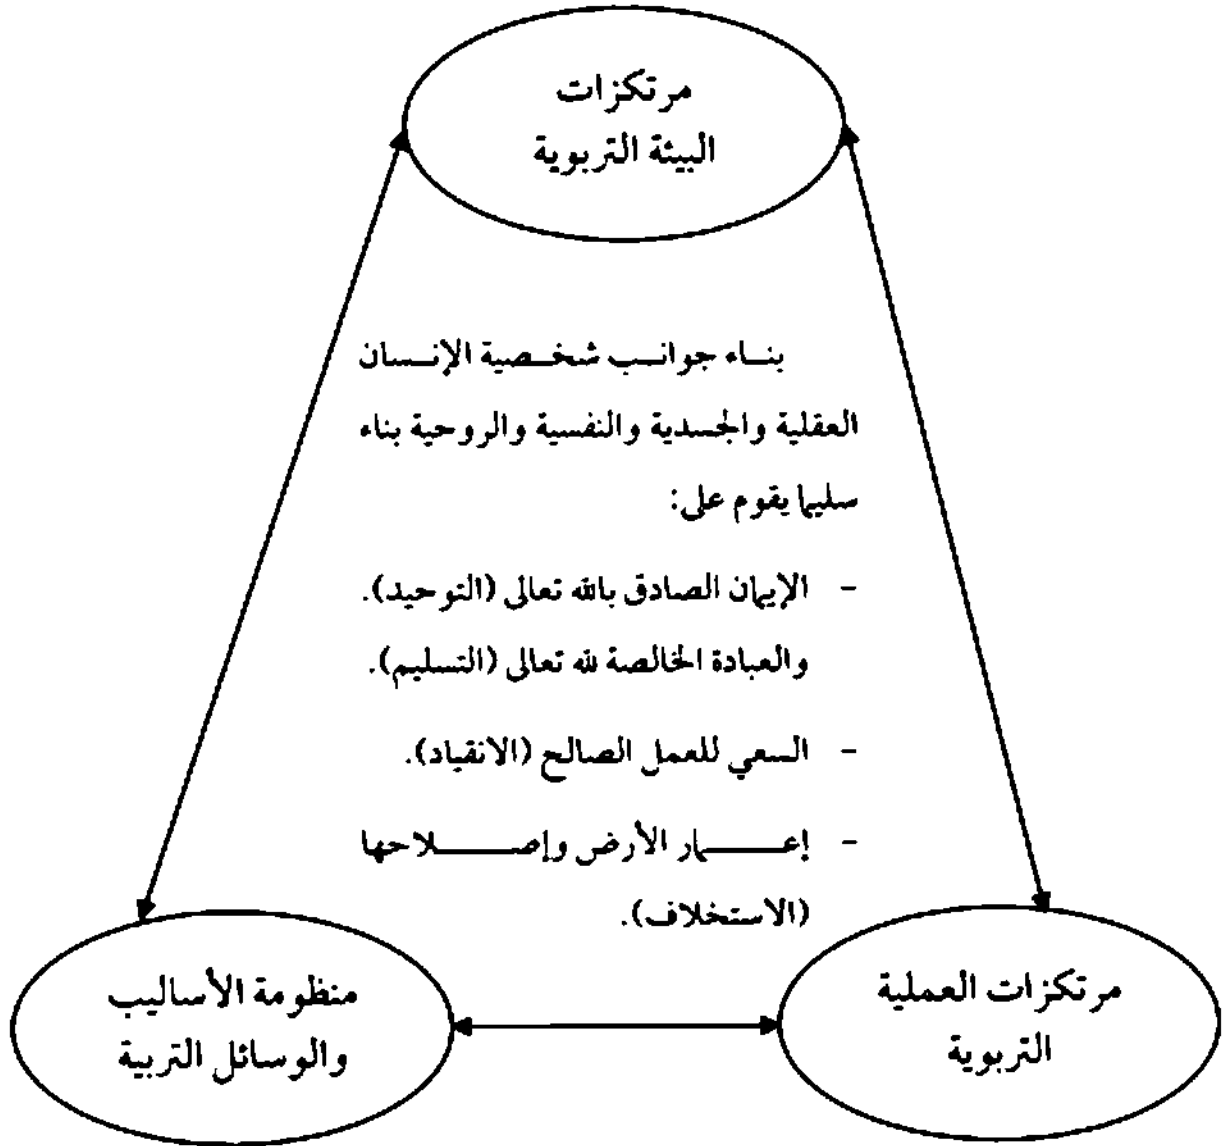 مرتكزات
البيئة التربوية
بناء جوانب شخصية الإنسان
العقلية والجسدية والنفسية والروحية بناء
سليما يقوم على:
- الإيمان الصادق بالله تعالى (التوحيد).
والعبادة الخالصة لله تعالى (التسليم).
- السعي للعمل الصالح (الانقياد).
- إعمار الأرض وإصلاحها
(الاستخلاف).
مرتكزات العملية
التربوية
منظومة الأساليب
والوسائل التربية